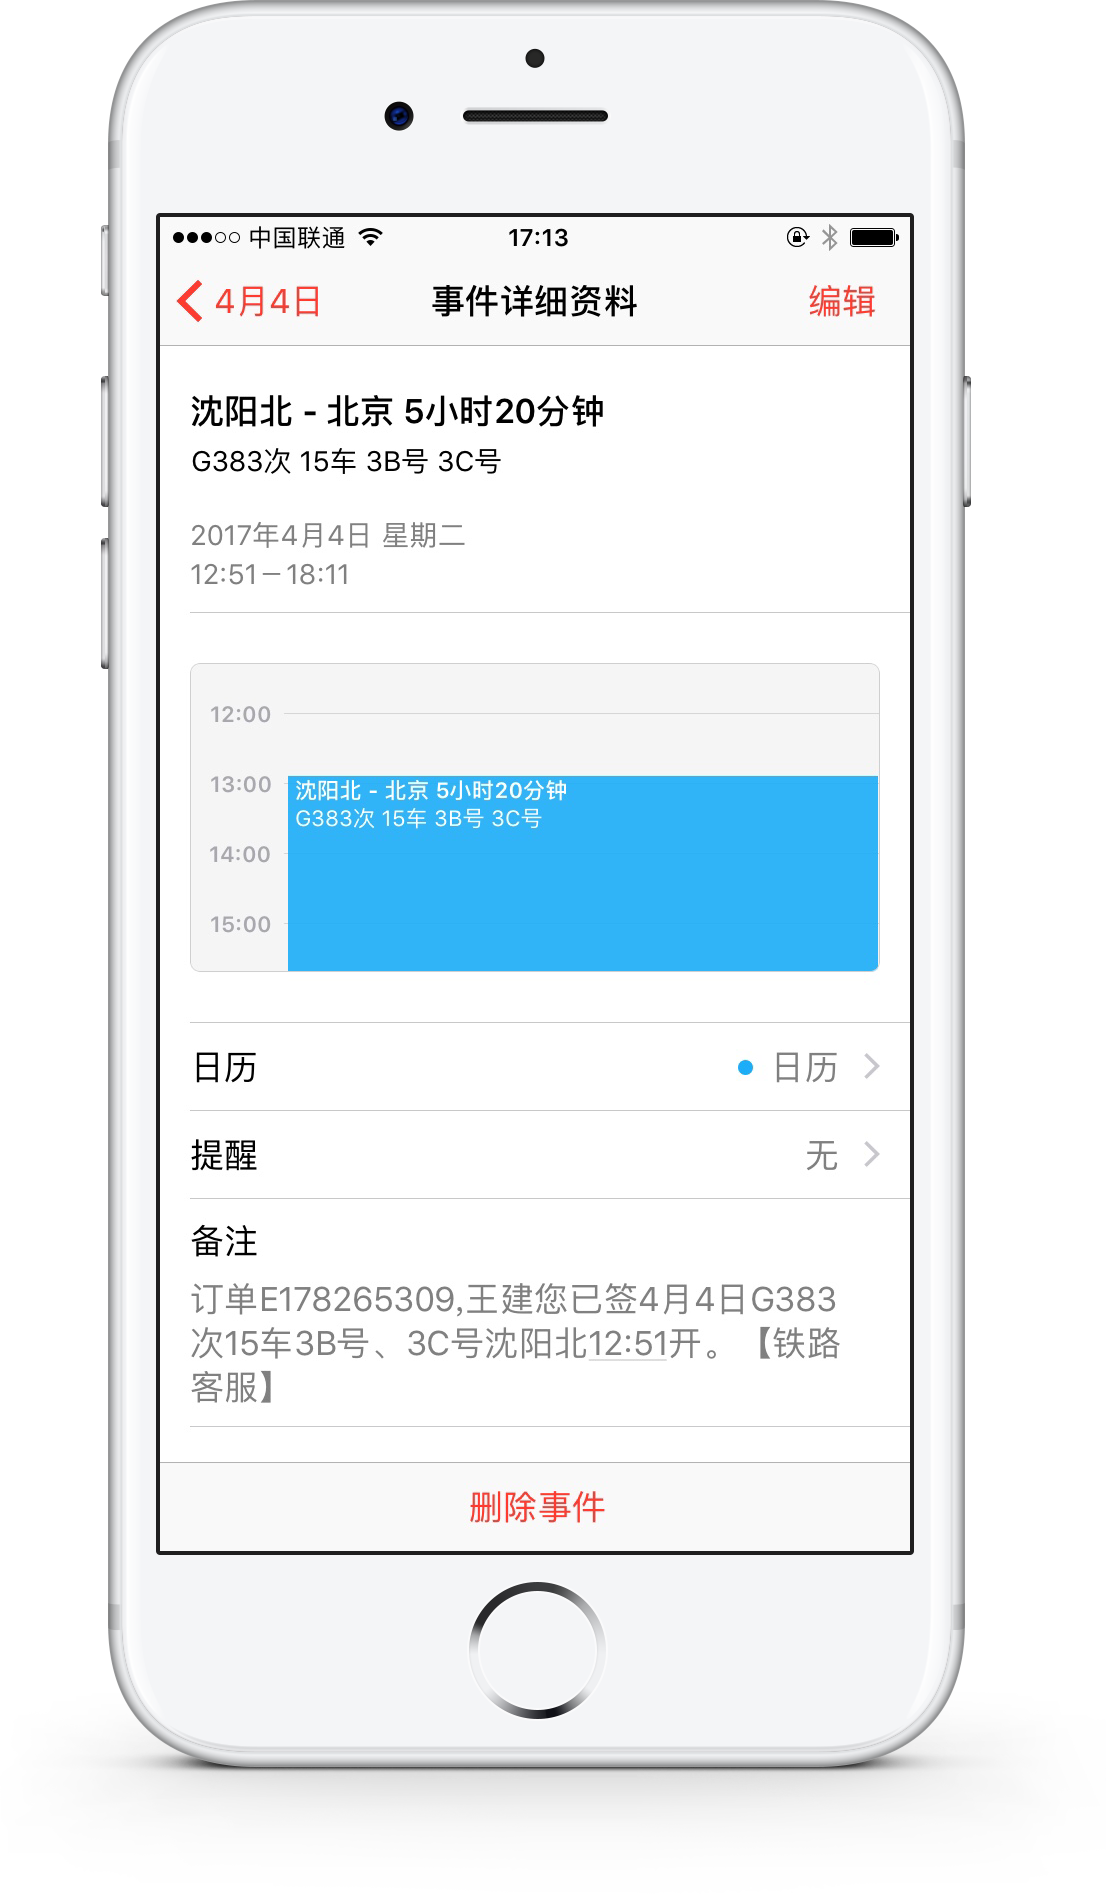 中国联通
17:13
4月4日
事件详细资料
编辑
沈阳北 - 北京 5小时20分钟
G383次 15车 3B号 3C号
2017年4月4日 星期二
12:51－18:11
12:00
13:00
沈阳北 - 北京 5小时20分钟
G383次 15车 3B号 3C号
14:00
15:00
日历
日历
提醒
无
备注
订单E178265309,王建您已签4月4日G383
次15车3B号、3C号沈阳北12:51开。【铁路
客服】
删除事件